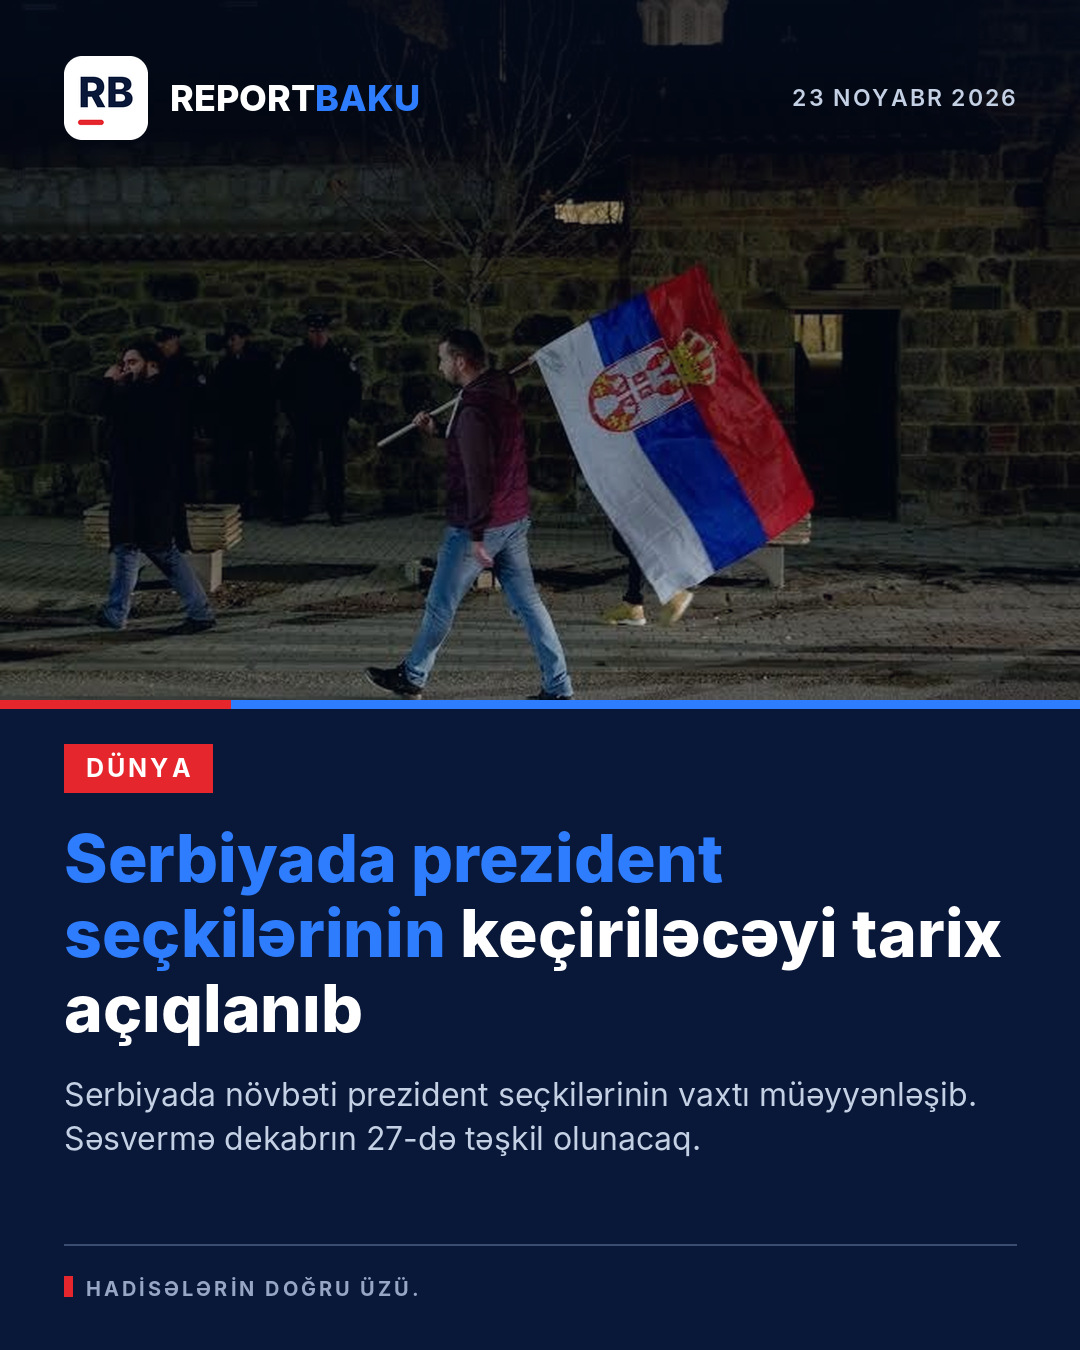 RB
REPORTBAKU
23 NOYABR 2026
DÜNYA
Serbiyada prezident
seçkilərinin keçiriləcəyi tarix
açıqlanıb
Serbiyada növbəti prezident seçkilərinin vaxtı müəyyənləşib.
Səsvermə dekabrın 27-də təşkil olunacaq.
HADİSƏLƏRİN DOĞRU ÜZÜ.